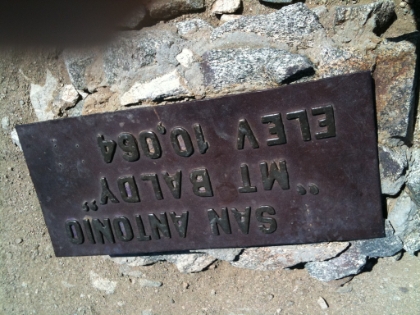 SAN ANTONIO
"MT BALDY"
ELEV 10,064